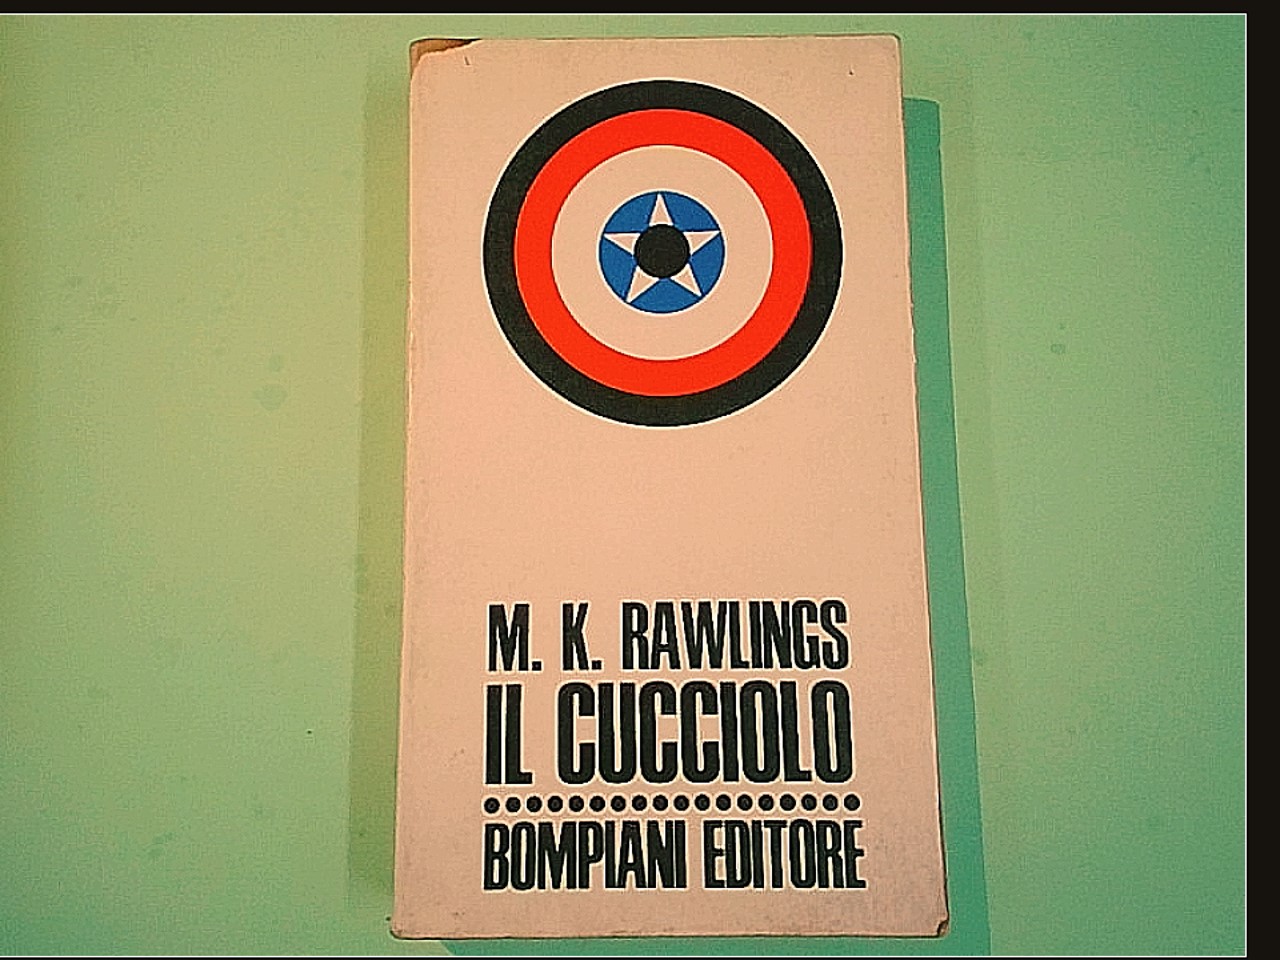 M. K. RAWLINGS
IL CUCCIOLO
BOMPIANI EDITORE